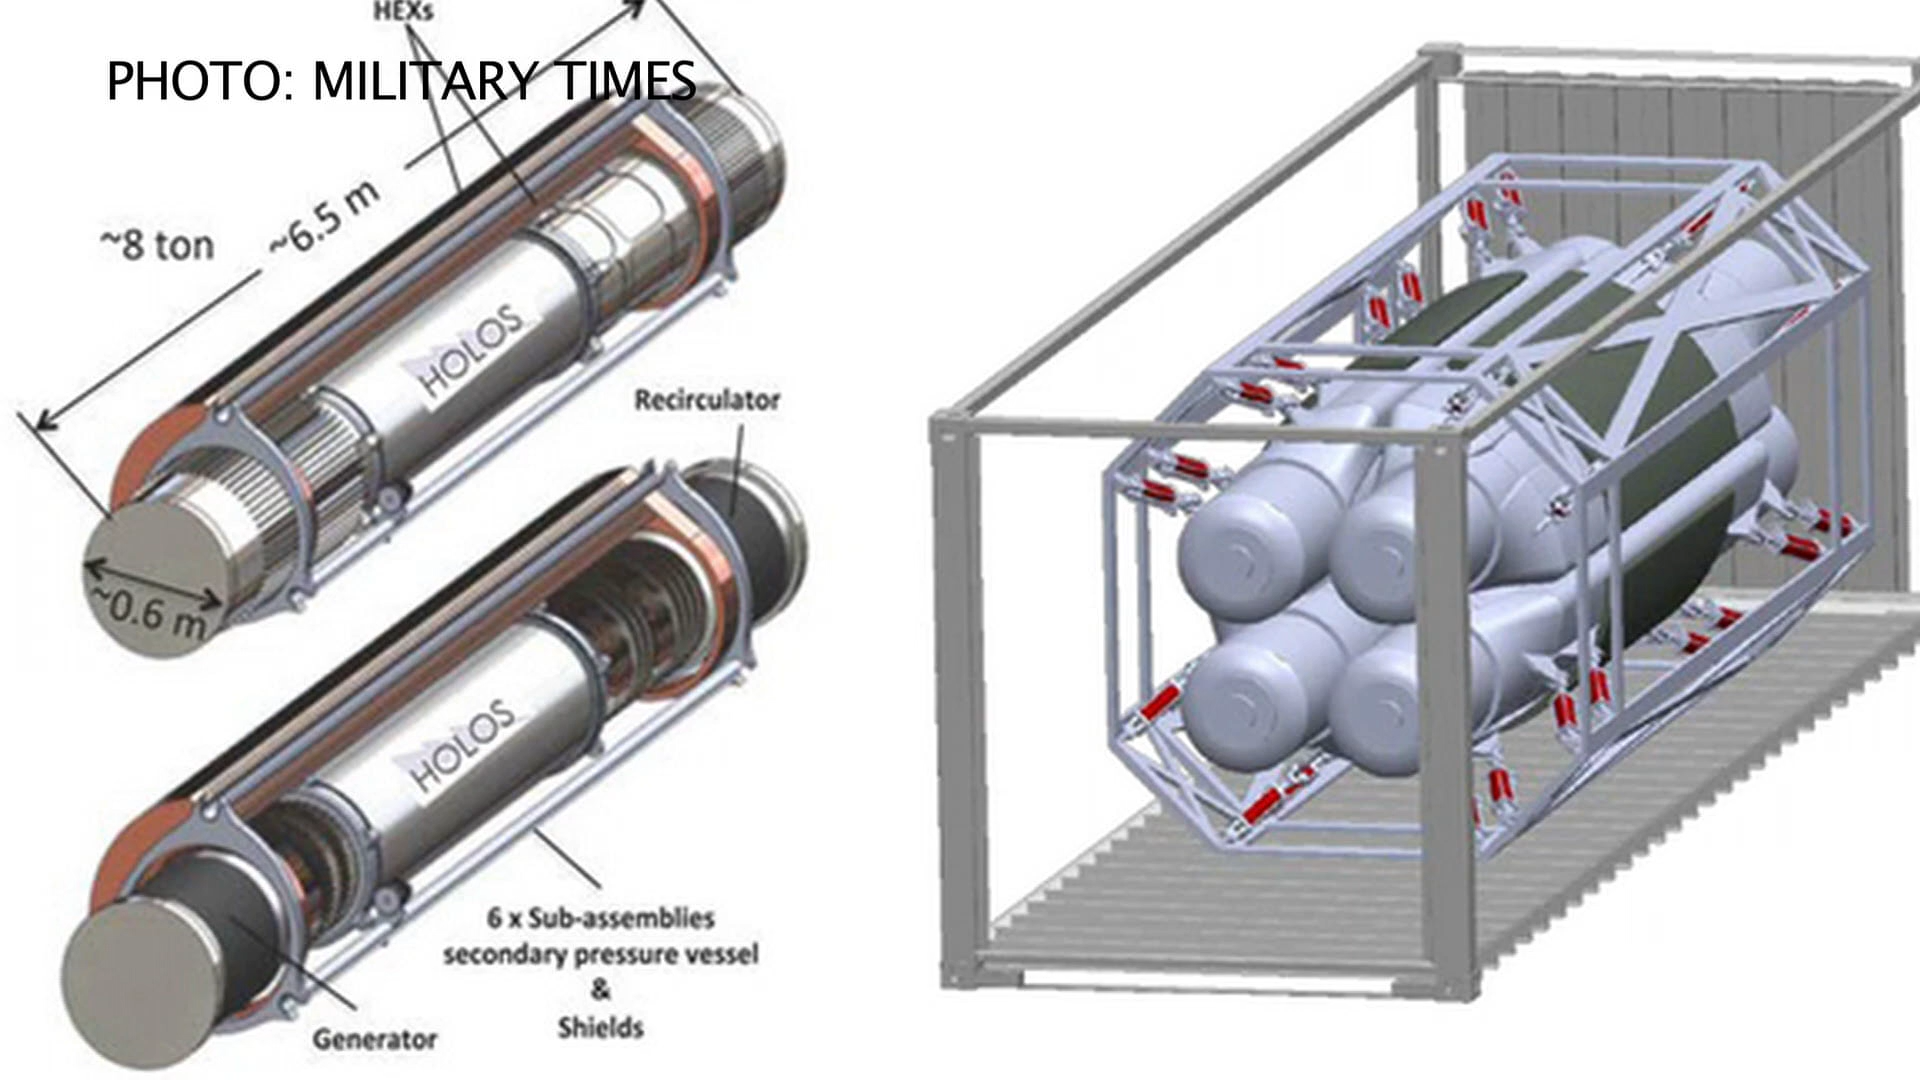 HEXs
PHOTO: MILITARY TIMES
~8 ton
~6.5 m
HOLOS
Recirculator
~0.6 m
HOLOS
6 x Sub-assemblies
secondary pressure vessel
&
Shields
Generator